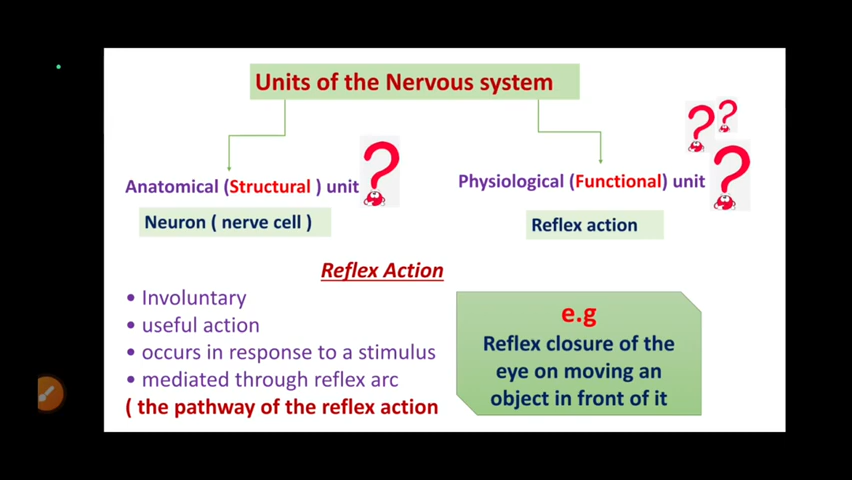 Units of the Nervous system
Anatomical (Structural ) unit
Physiological (Functional) unit
Neuron ( nerve cell )
Reflex action
Reflex Action
• Involuntary
• useful action
• occurs in response to a stimulus
• mediated through reflex arc
( the pathway of the reflex action
e.g
Reflex closure of the
eye on moving an
object in front of it